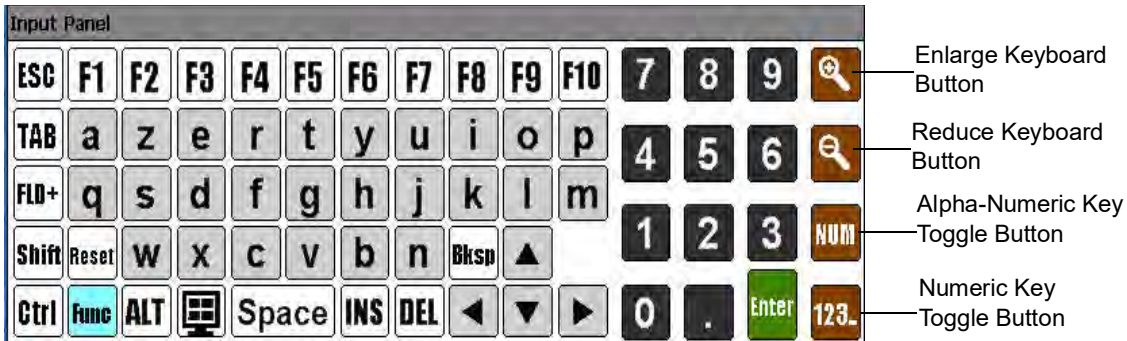 Input Panel
ESC F1 F2 F3 F4 F5 F6 F7 F8 F9 F10 7 8 9
TAB a z e r t y u i o p 4 5 6
FLD+ q s d f g h j k l m
Shift Reset w x c v b n Bksp 1 2 3 NUM
Ctrl Func ALT Space INS DEL 0 . Enter 123..
Enlarge Keyboard
Button
Reduce Keyboard
Button
Alpha-Numeric Key
Toggle Button
Numeric Key
Toggle Button